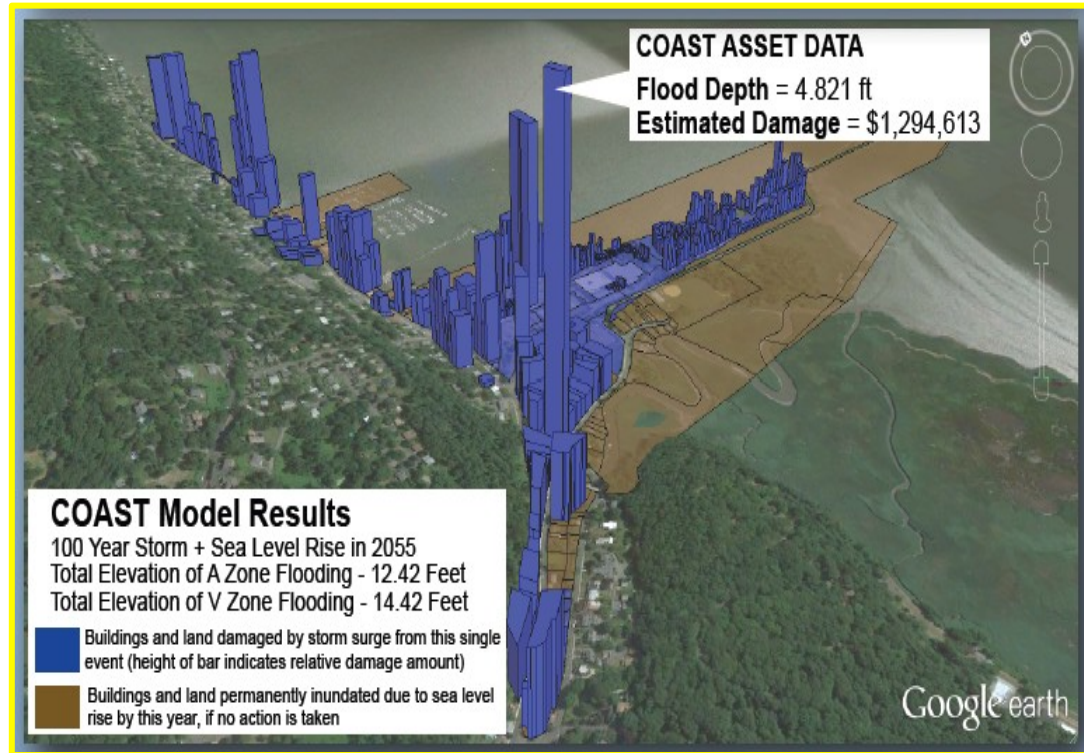 COAST ASSET DATA
Flood Depth = 4.821 ft
Estimated Damage = $1,294,613
COAST Model Results
100 Year Storm + Sea Level Rise in 2055
Total Elevation of A Zone Flooding - 12.42 Feet
Total Elevation of V Zone Flooding - 14.42 Feet
Buildings and land damaged by storm surge from this single
event (height of bar indicates relative damage amount)
Buildings and land permanently inundated due to sea level
rise by this year, if no action is taken
Google earth